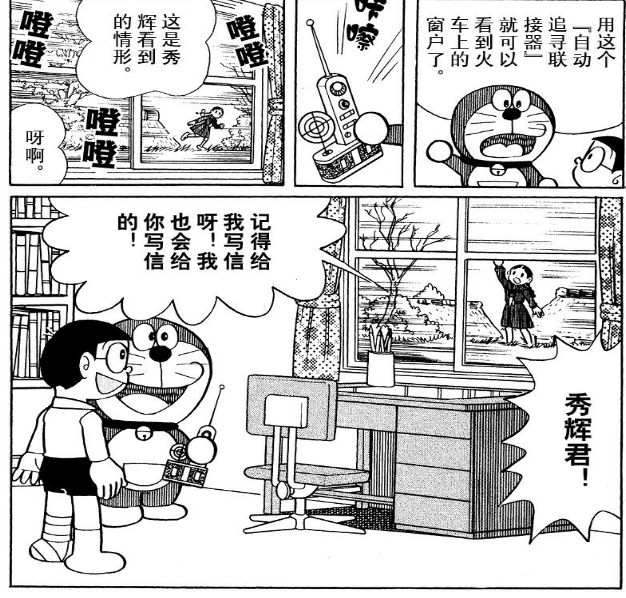 用这个
『自动
追寻联
接器』
就可以
看到火
车上的
窗户了。
咔嚓
噔噔
这是秀
辉看到
的情形。
噔噔
噔噔
呀啊。
秀辉君！
记得给
我写信
呀！我
也会给
你写信
的！